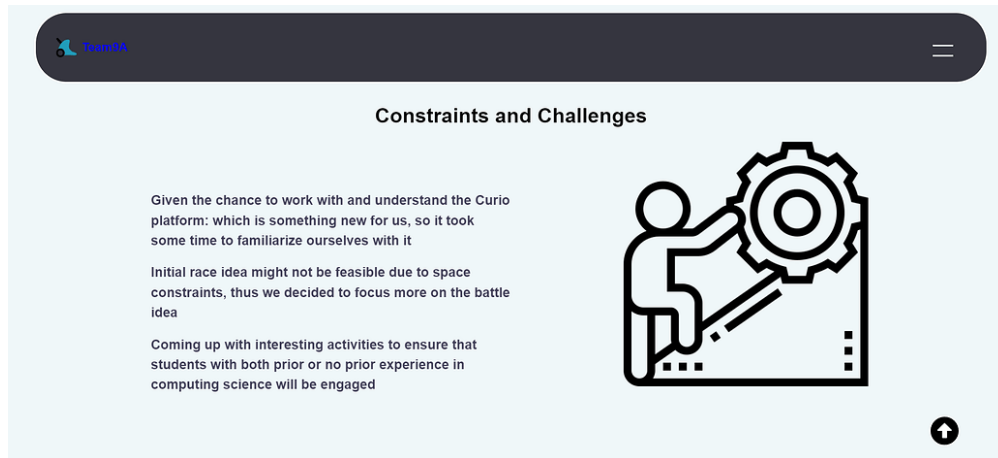 Team9A
Constraints and Challenges
Given the chance to work with and understand the Curio
platform: which is something new for us, so it took
some time to familiarize ourselves with it
Initial race idea might not be feasible due to space
constraints, thus we decided to focus more on the battle
idea
Coming up with interesting activities to ensure that
students with both prior or no prior experience in
computing science will be engaged